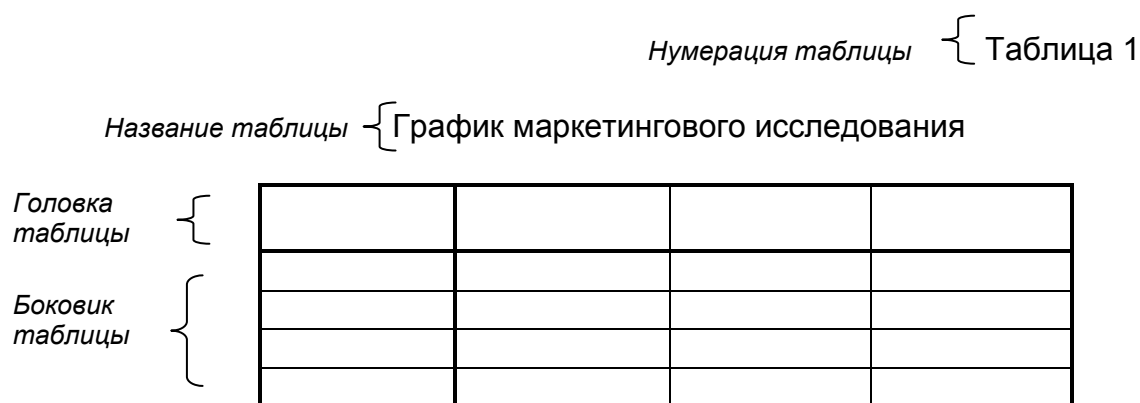 Нумерация таблицы Таблица 1
Название таблицы График маркетингового исследования
Головка
таблицы
Боковик
таблицы